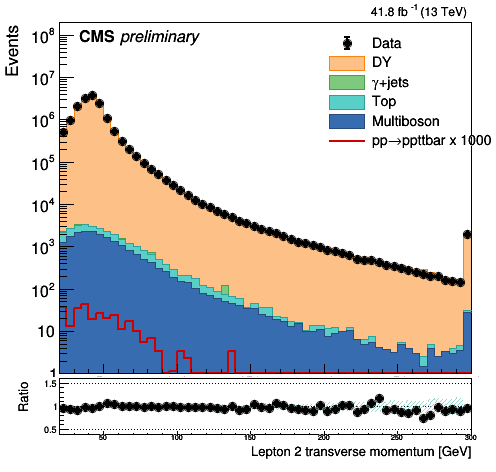 41.8 fb⁻¹ (13 TeV)
CMS preliminary
Events
10⁸
10⁷
10⁶
10⁵
10⁴
10³
10²
10
1
Data
DY
γ+jets
Top
Multiboson
pp→ppttbar x 1000
Ratio
1.5
1
0.5
50 100 150 200 250 300
Lepton 2 transverse momentum [GeV]